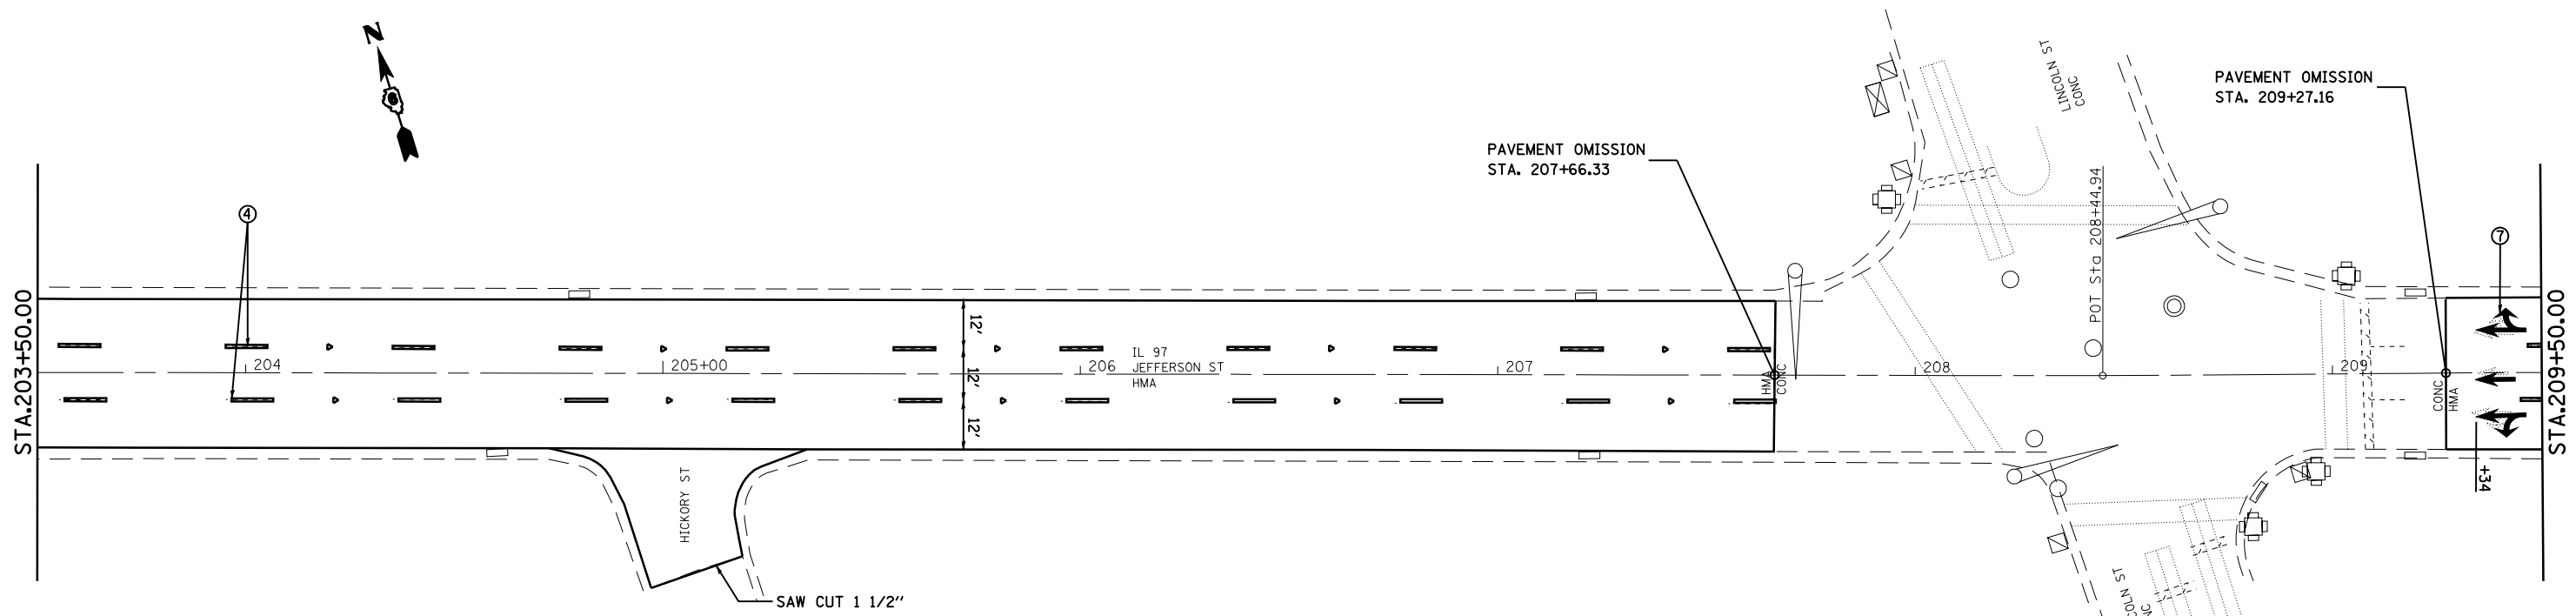 N
6
STA.203+50.00
4
204
205+00
12'
12'
12'
206
IL 97
JEFFERSON ST
HMA
207
HICKORY ST
SAW CUT 1 1/2"
PAVEMENT OMISSION
STA. 207+66.33
HMA
CONC
208
LINCOLN ST
CONC
POT Sta 208+44.94
PAVEMENT OMISSION
STA. 209+27.16
209
CONC
HMA
7
+34
STA.209+50.00
OLN ST